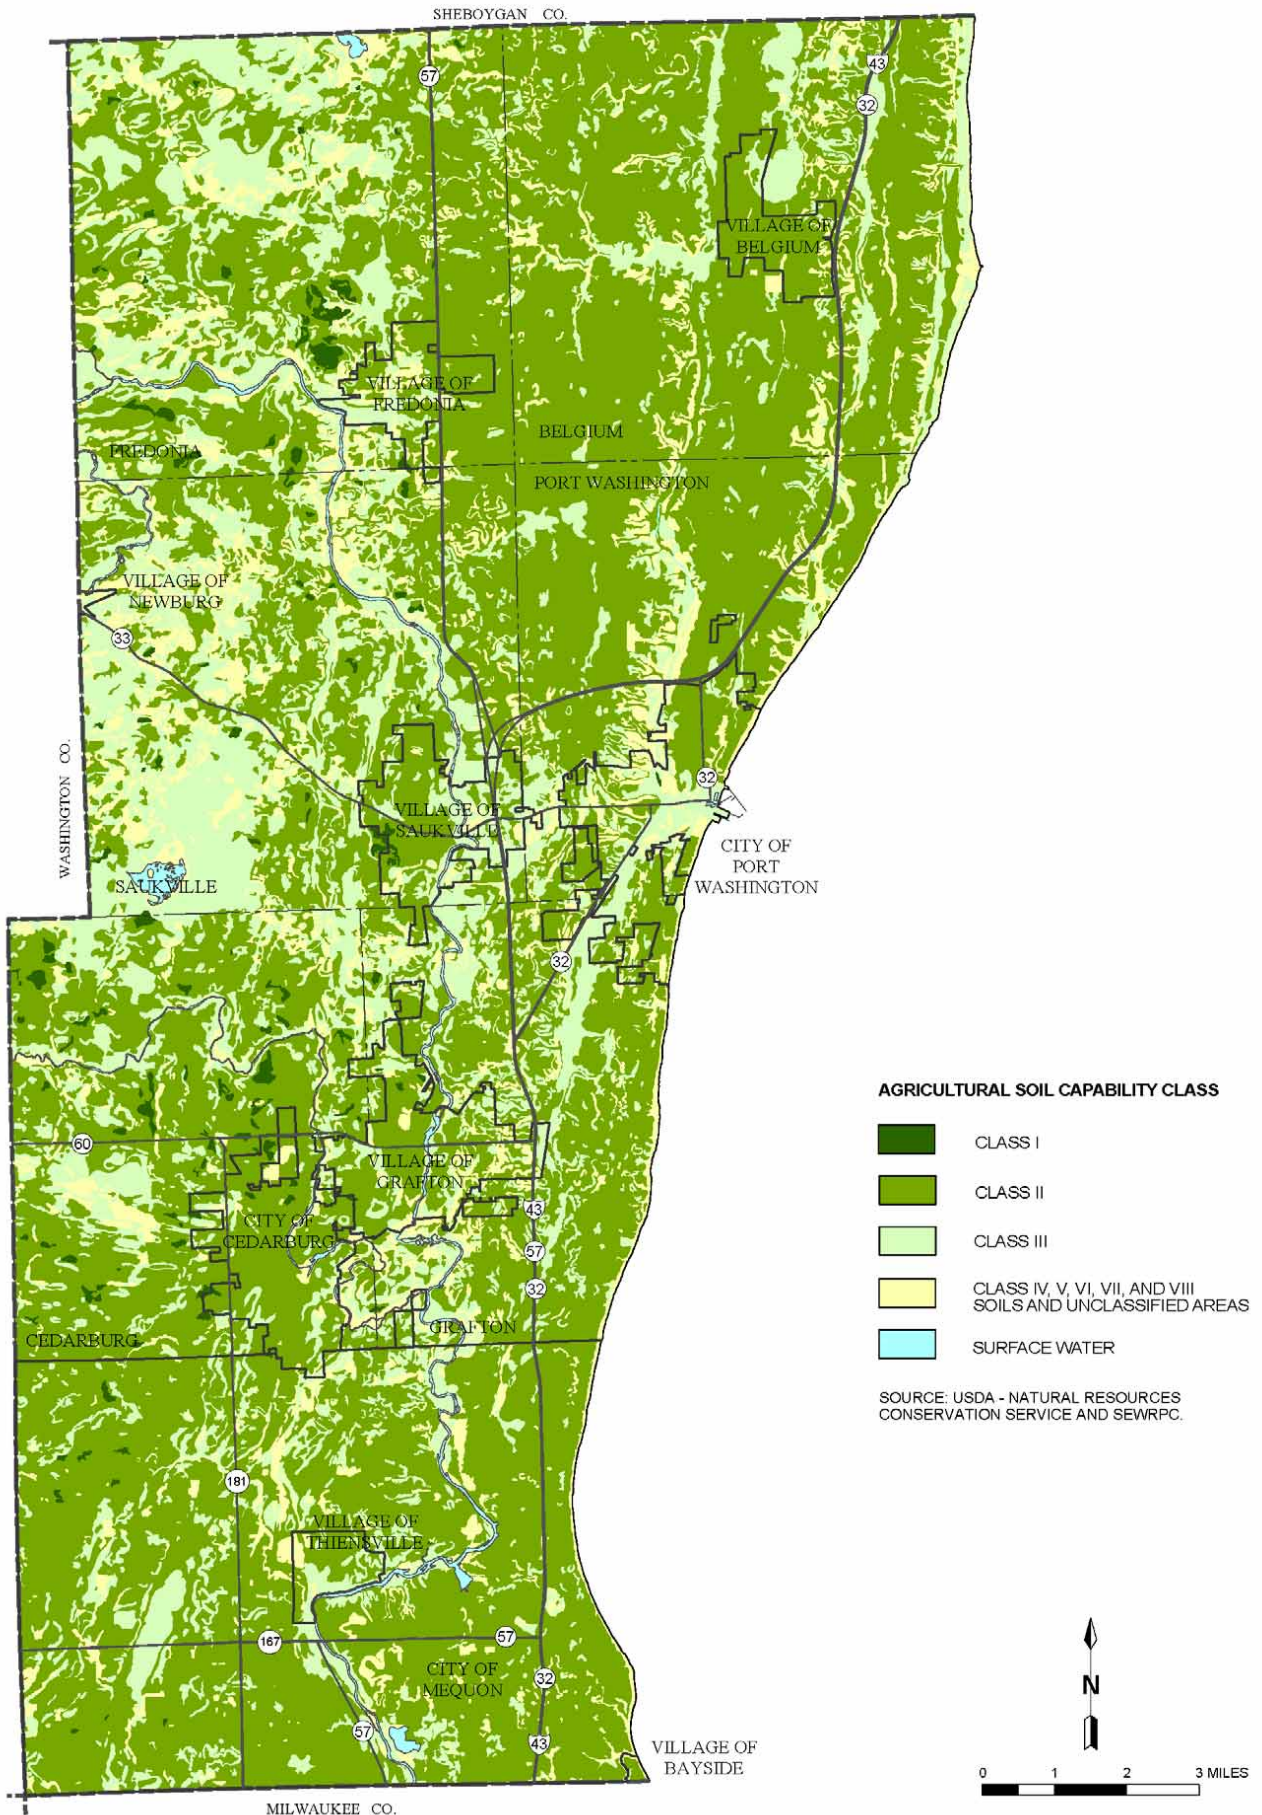 SHEBOYGAN CO.
43
57
32
VILLAGE OF
BELGIUM
VILLAGE OF
FREDONIA
BELGIUM
FREDONIA
PORT WASHINGTON
VILLAGE OF
NEWBURG
33
WASHINGTON CO.
32
VILLAGE OF
SAUKVILLE
CITY OF
PORT
WASHINGTON
SAUKVILLE
32
AGRICULTURAL SOIL CAPABILITY CLASS
CLASS I
CLASS II
CLASS III
CLASS IV, V, VI, VII, AND VIII
SOILS AND UNCLASSIFIED AREAS
SURFACE WATER
SOURCE: USDA - NATURAL RESOURCES
CONSERVATION SERVICE AND SEWRPC.
60
VILLAGE OF
GRAFTON
43
CITY OF
CEDARBURG
57
32
GRAFTON
CEDARBURG
181
VILLAGE OF
THIENSVILLE
167
57
CITY OF
MEQUON
32
57
43
VILLAGE OF
BAYSIDE
N
0 1 2 3 MILES
MILWAUKEE CO.